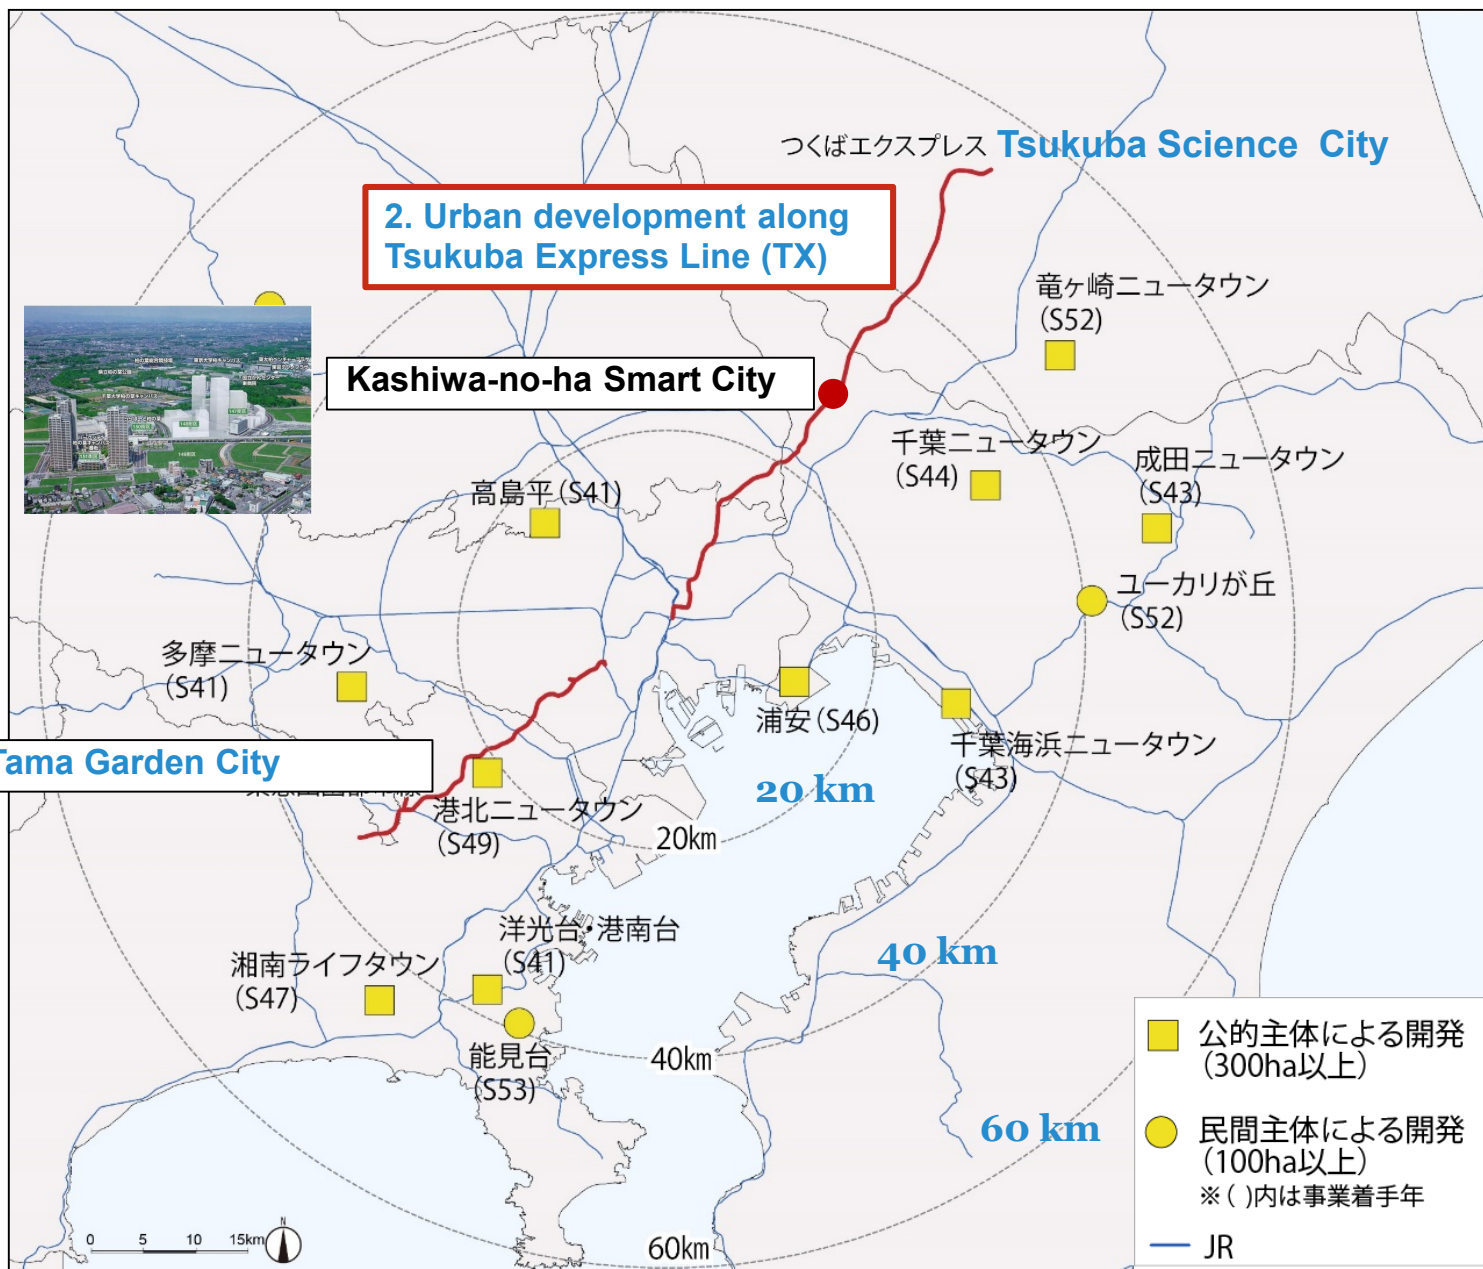 つくばエクスプレス Tsukuba Science City
2. Urban development along
Tsukuba Express Line (TX)
竜ヶ崎ニュータウン
(S52)
Kashiwa-no-ha Smart City
千葉ニュータウン
(S44)
成田ニュータウン
(S43)
高島平(S41)
ユーカリが丘
(S52)
多摩ニュータウン
(S41)
浦安(S46)
千葉海浜ニュータウン
(S43)
Tama Garden City
20 km
港北ニュータウン
(S49)
20km
洋光台・港南台
(S41)
40 km
湘南ライフタウン
(S47)
能見台
(S53)
40km
60 km
公的主体による開発
(300ha以上)
民間主体による開発
(100ha以上)
※( )内は事業着手年
JR
0 5 10 15km
N
60km